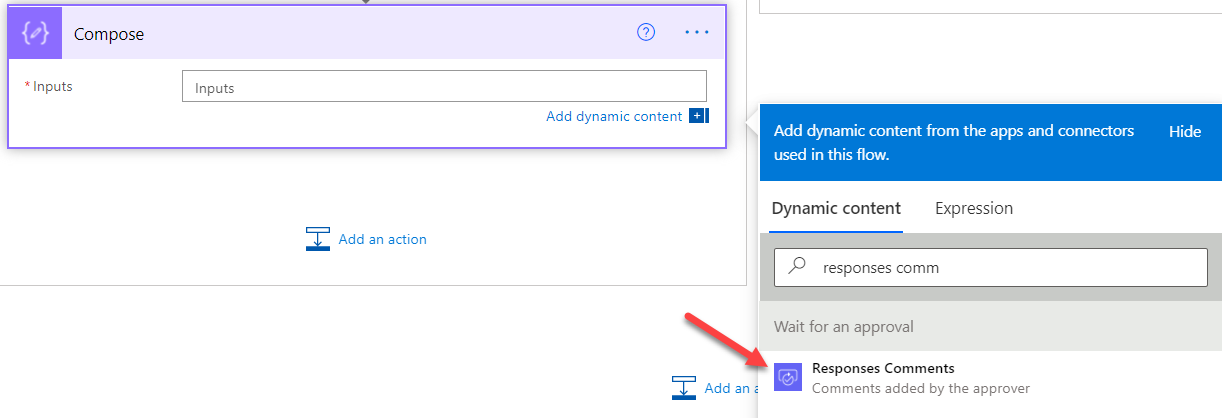 Compose
?
...
* Inputs
Inputs
Add dynamic content
Add an action
Add an a
Add dynamic content from the apps and connectors
used in this flow.
Hide
Dynamic content
Expression
responses comm
Wait for an approval
Responses Comments
Comments added by the approver